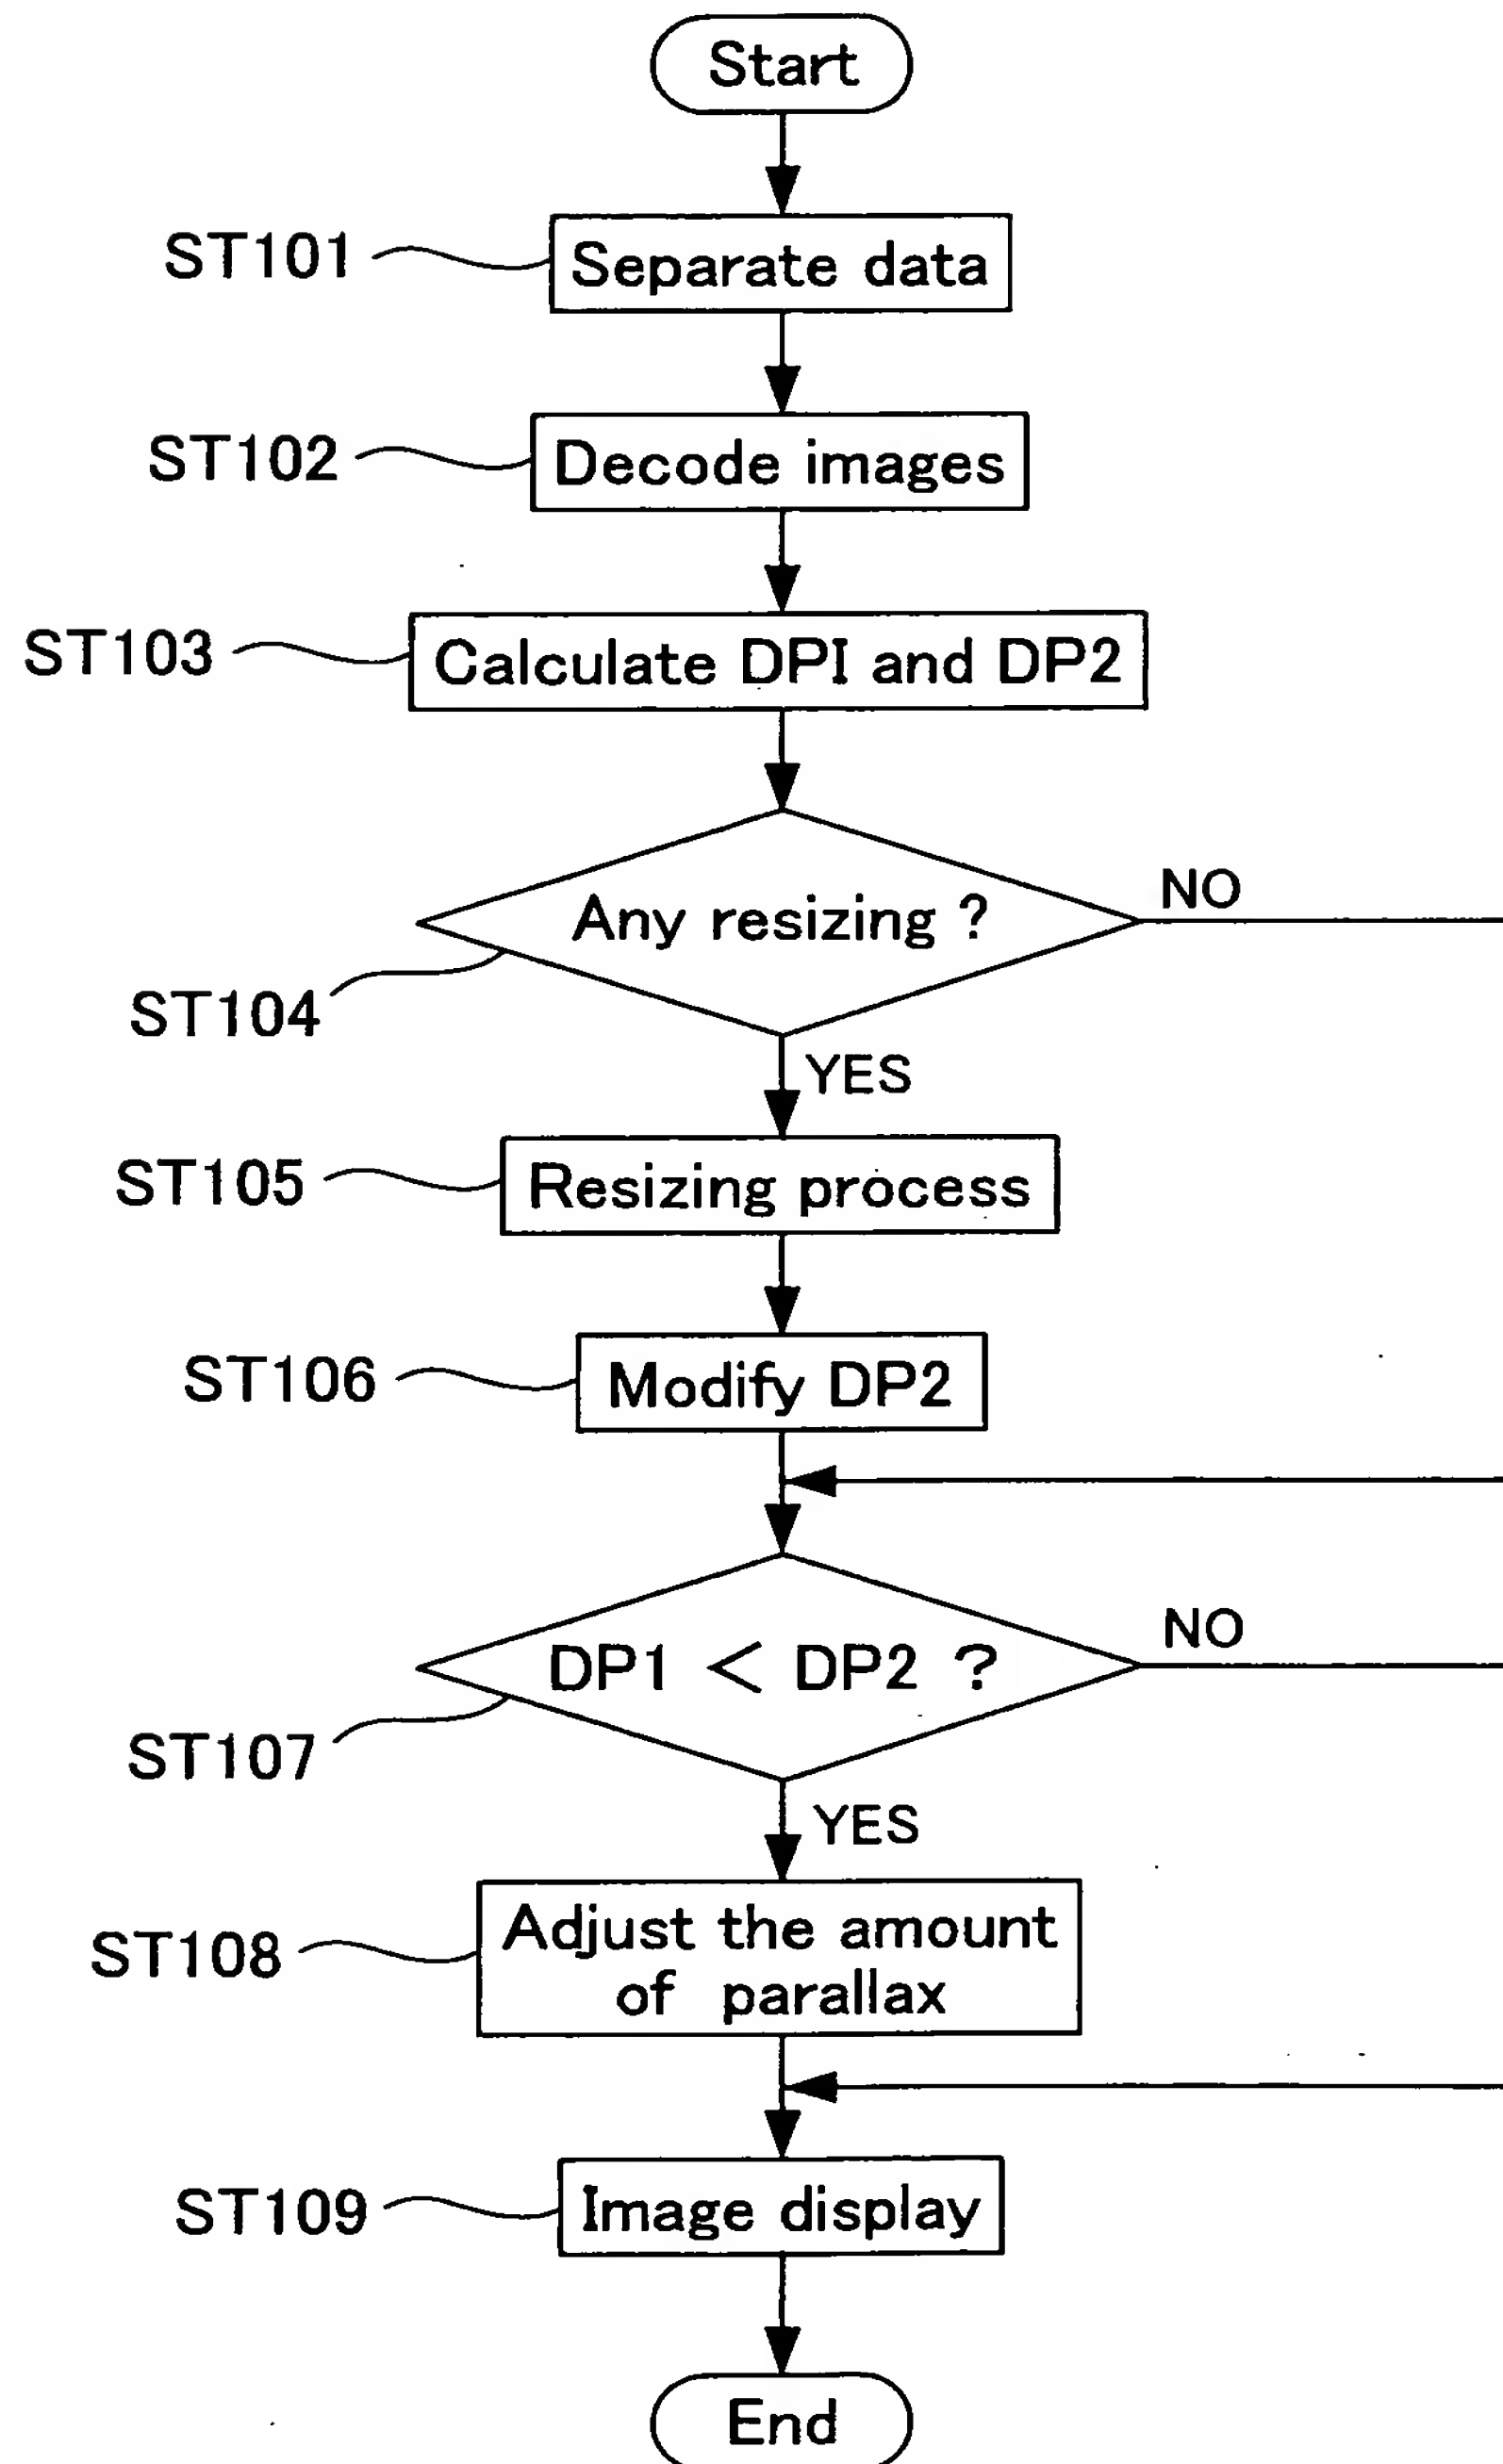 Start
ST101
Separate data
ST102
Decode images
ST103
Calculate DPI and DP2
Any resizing ?
NO
ST104
YES
ST105
Resizing process
ST106
Modify DP2
DP1 < DP2 ?
NO
ST107
YES
ST108
Adjust the amount
of parallax
ST109
Image display
End